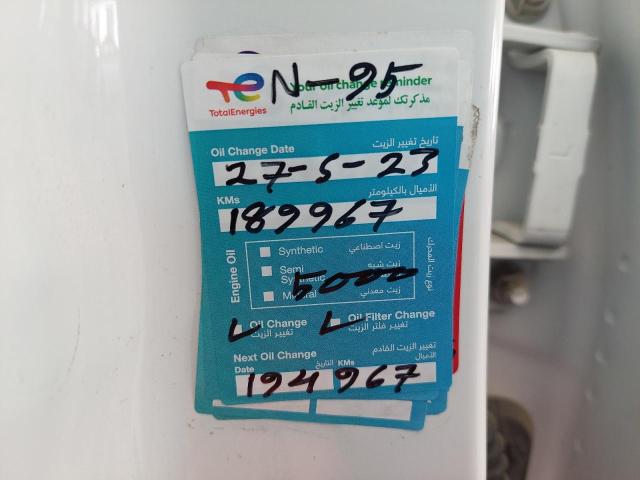 N-95
Your oil change reminder
مذكرتك لموعد تغيير الزيت القادم
TotalEnergies
Oil Change Date تاريخ تغيير الزيت
27-5-23
KMs الأميال بالكيلومتر
189967
Engine Oil
Synthetic زيت اصطناعي
Semi Synthetic زيت شبه
5000
Mineral زيت معدني
نوع زيت المحرك
✓ Oil Change ✓ Oil Filter Change
تغيير الزيت تغيير فلتر الزيت
Next Oil Change تغيير الزيت القادم
Date التاريخ KMs الأميال
194967